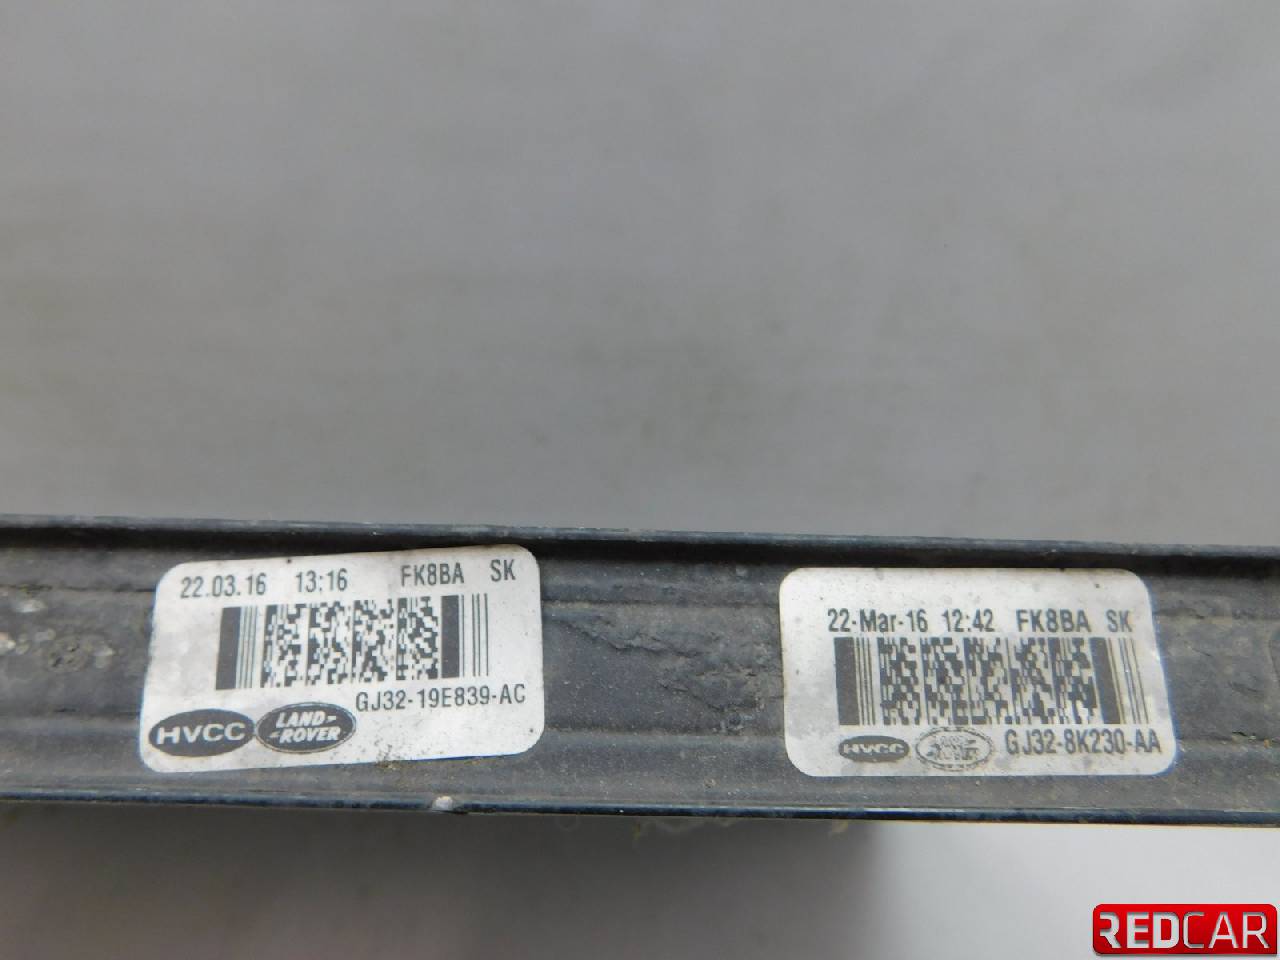 22.03.16 13:16 FK8BA SK
GJ32-19E839-AC
HVCC LAND-
-ROVER
22-Mar-16 12:42 FK8BA SK
HVCC GJ32-8K230-AA
REDCAR